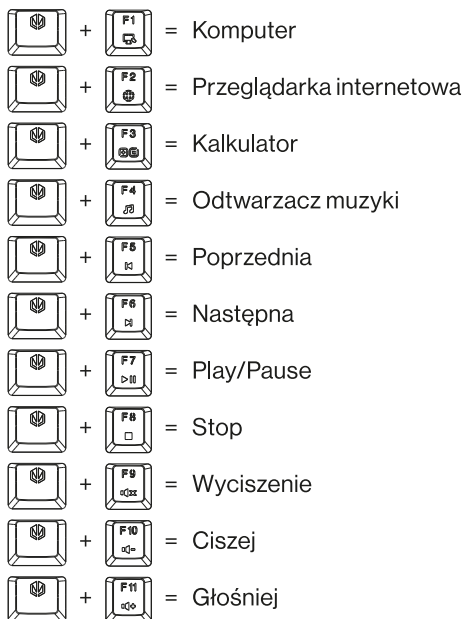 + F1 = Komputer
+ F2 = Przeglądarka internetowa
+ F3 = Kalkulator
+ F4 = Odtwarzacz muzyki
+ F5 = Poprzednia
+ F6 = Następna
+ F7 = Play/Pause
+ F8 = Stop
+ F9 = Wyciszenie
+ F10 = Ciszej
+ F11 = Głośniej